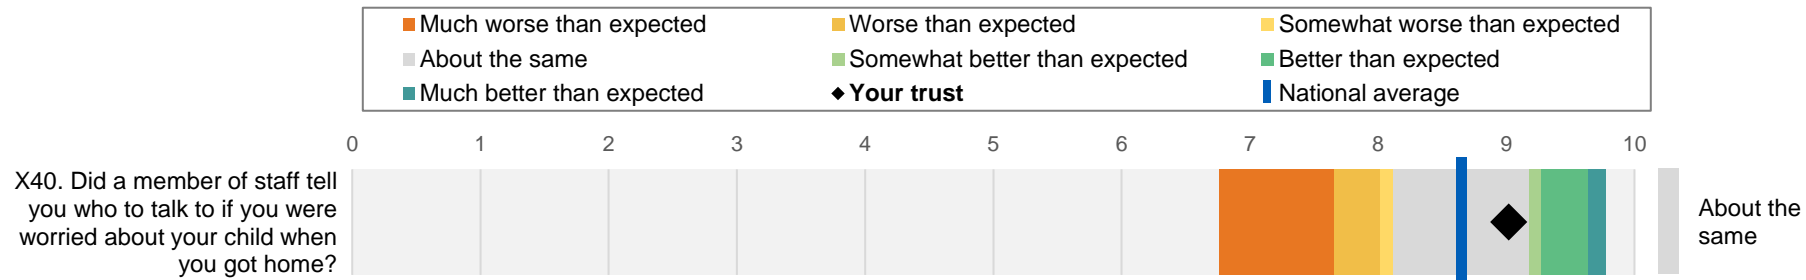 Much worse than expected
Worse than expected
Somewhat worse than expected
About the same
Somewhat better than expected
Better than expected
Much better than expected
Your trust
National average
0 1 2 3 4 5 6 7 8 9 10
X40. Did a member of staff tell
you who to talk to if you were
worried about your child when
you got home?
About the
same